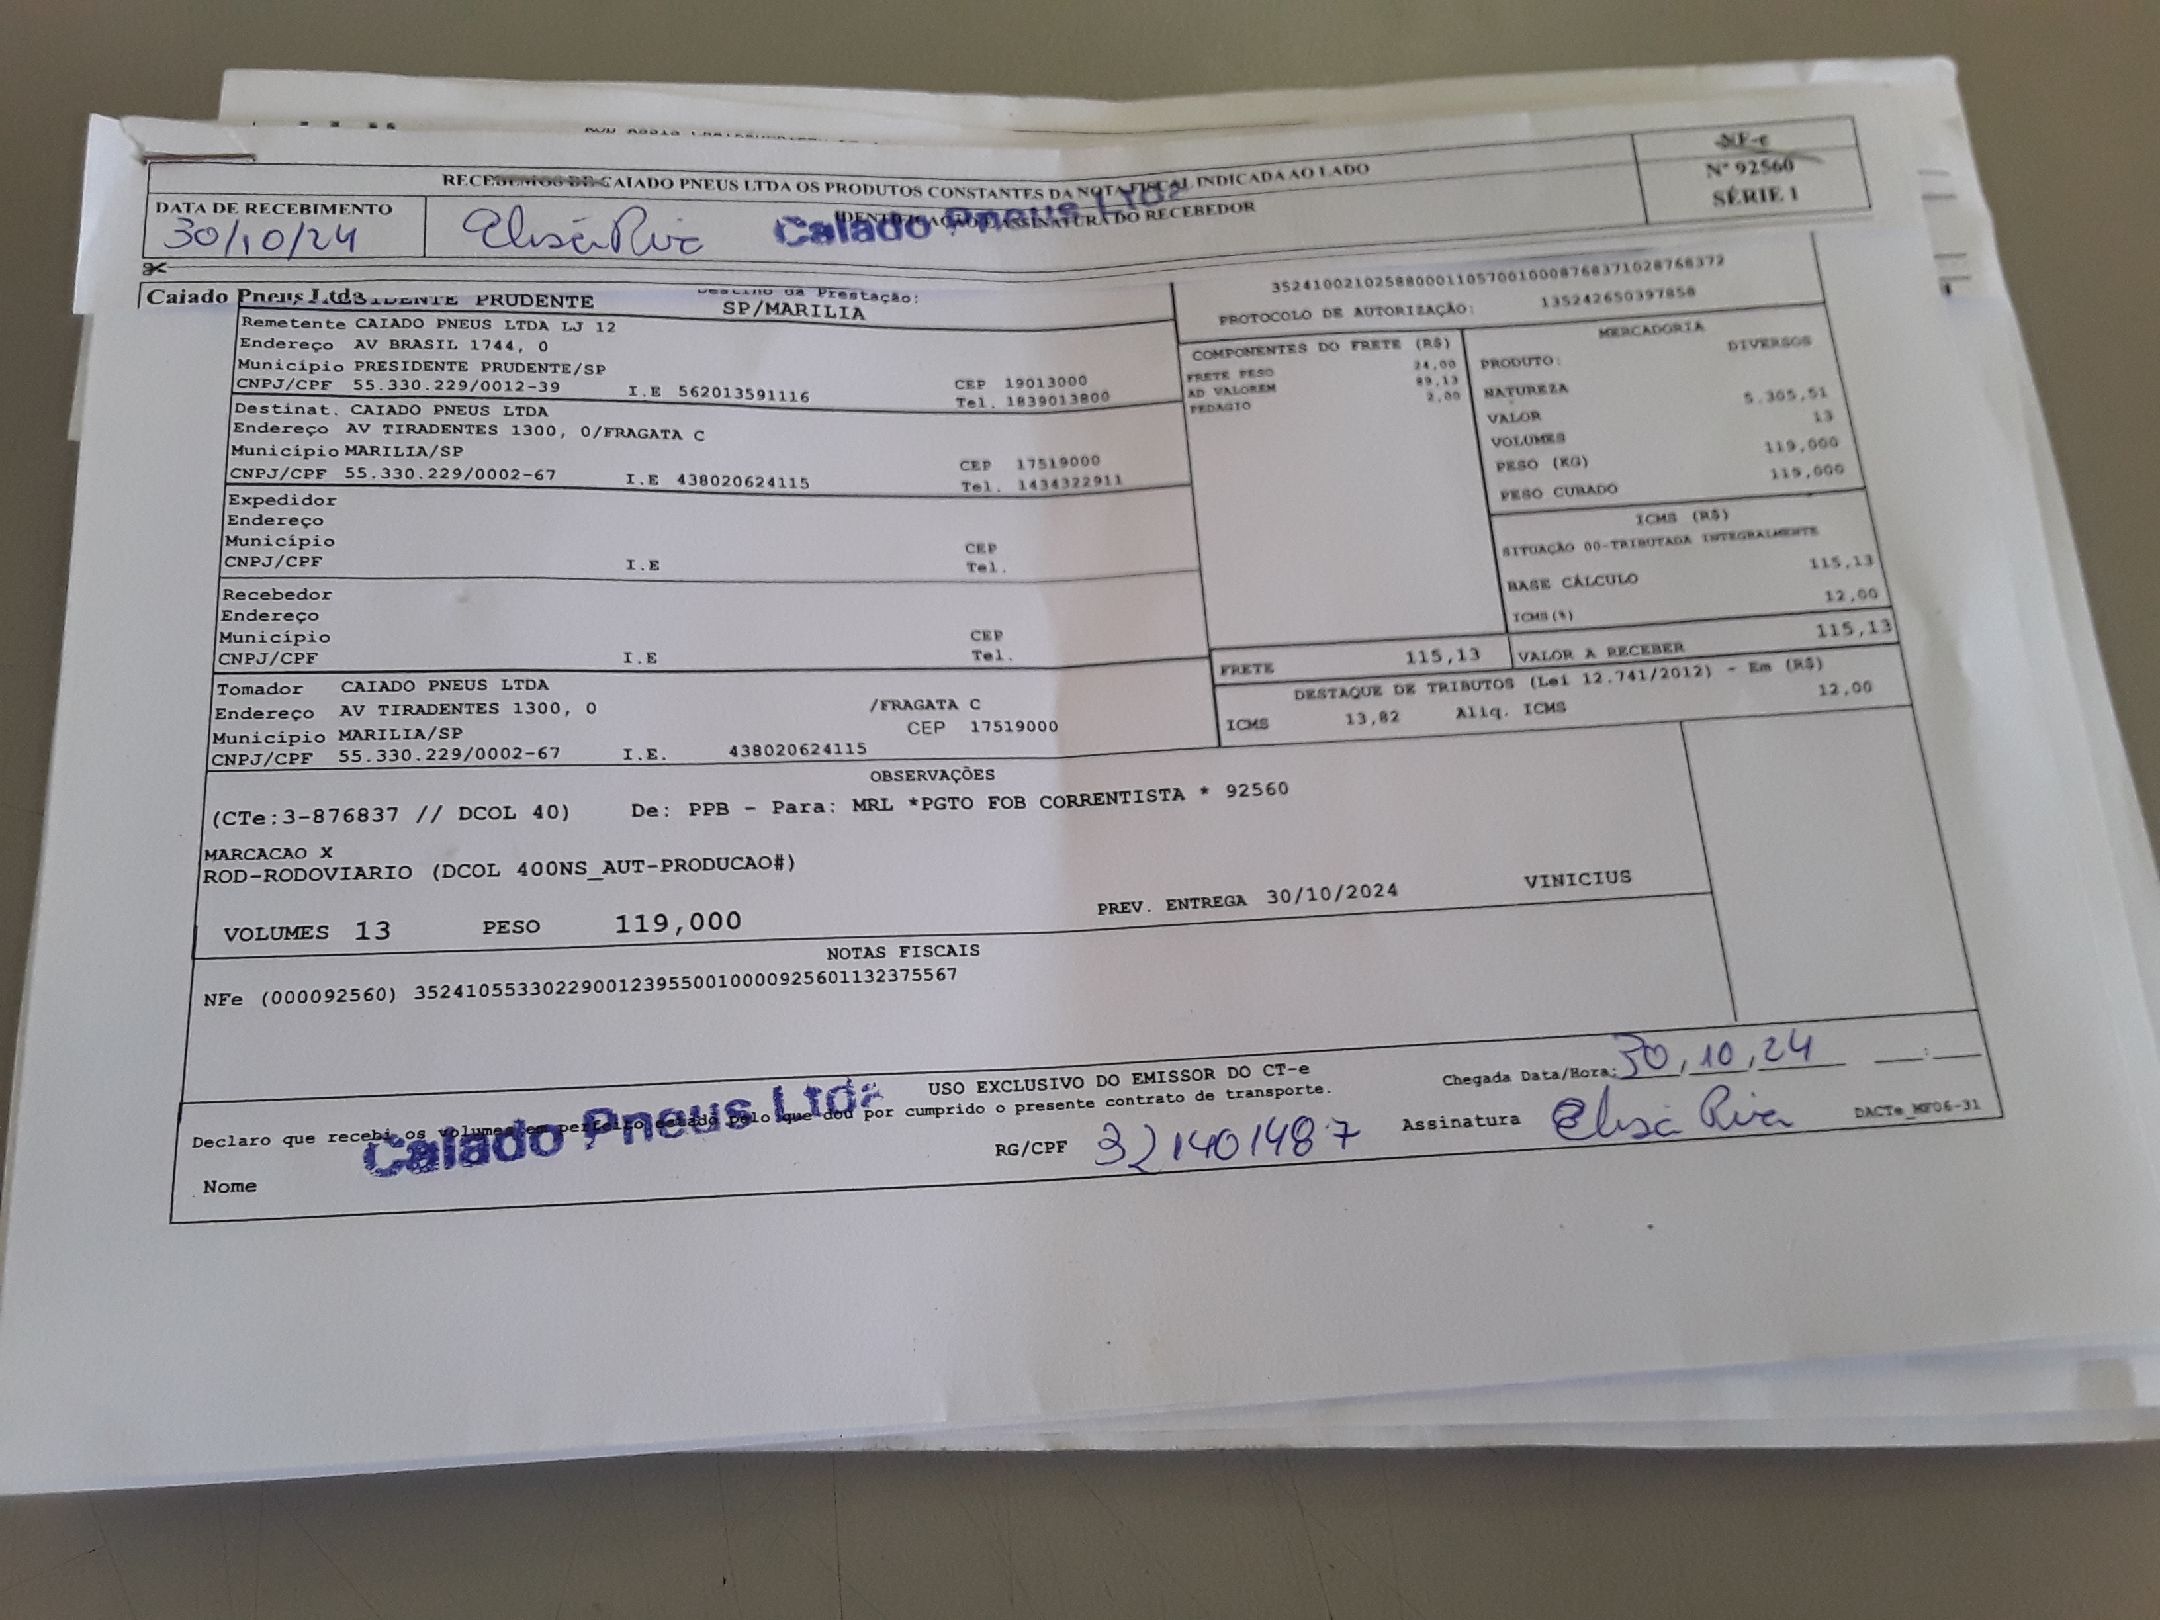 NF-e
Nº 92560
SÉRIE 1
RECEBEMOS DE CAIADO PNEUS LTDA OS PRODUTOS CONSTANTES DA NOTA FISCAL INDICADA AO LADO
DATA DE RECEBIMENTO
30/10/24
IDENTIFICAÇÃO E ASSINATURA DO RECEBEDOR
Elisa Riva
Caiado Pneus LTDa
Caiado Pneus Ltda
SIDENTE PRUDENTE
Destino da Prestação:
SP/MARILIA
35241002102588000110570010008768371028768372
PROTOCOLO DE AUTORIZAÇÃO: 135242650397858
Remetente CAIADO PNEUS LTDA LJ 12
Endereço AV BRASIL 1744, 0
Município PRESIDENTE PRUDENTE/SP CEP 19013000
CNPJ/CPF 55.330.229/0012-39 I.E 562013591116 Tel. 1839013800
Destinat. CAIADO PNEUS LTDA
Endereço AV TIRADENTES 1300, 0/FRAGATA C
Município MARILIA/SP CEP 17519000
CNPJ/CPF 55.330.229/0002-67 I.E 438020624115 Tel. 1434322911
Expedidor
Endereço
Município CEP
CNPJ/CPF I.E Tel.
Recebedor
Endereço
Município CEP
CNPJ/CPF I.E Tel.
Tomador CAIADO PNEUS LTDA
Endereço AV TIRADENTES 1300, 0 /FRAGATA C
Município MARILIA/SP CEP 17519000
CNPJ/CPF 55.330.229/0002-67 I.E. 438020624115
COMPONENTES DO FRETE (R$)
FRETE PESO 24,00
AD VALOREM 89,13
PEDAGIO 2,00
MERCADORIA
PRODUTO: DIVERSOS
NATUREZA
VALOR 5.305,51
VOLUMES 13
PESO (KG) 119,000
PESO CUBADO 119,000
ICMS (R$)
SITUAÇÃO 00-TRIBUTADA INTEGRALMENTE
BASE CÁLCULO 115,13
ICMS(%) 12,00
FRETE 115,13 VALOR A RECEBER 115,13
DESTAQUE DE TRIBUTOS (Lei 12.741/2012) - Em (R$)
ICMS 13,82 Aliq. ICMS 12,00
OBSERVAÇÕES
(CTe:3-876837 // DCOL 40) De: PPB - Para: MRL *PGTO FOB CORRENTISTA * 92560
MARCACAO X
ROD-RODOVIARIO (DCOL 400NS_AUT-PRODUCAO#)
VOLUMES 13 PESO 119,000 PREV. ENTREGA 30/10/2024 VINICIUS
NOTAS FISCAIS
NFe (000092560) 35241055330229001239550010000925601132375567
USO EXCLUSIVO DO EMISSOR DO CT-e
Declaro que recebi os volumes em perfeito estado pelo que dou por cumprido o presente contrato de transporte.
Chegada Data/Hora: 30,10,24
Caiado Pneus Ltda
Nome RG/CPF 321401487 Assinatura Elisa Riva
DACTe_MF06-31